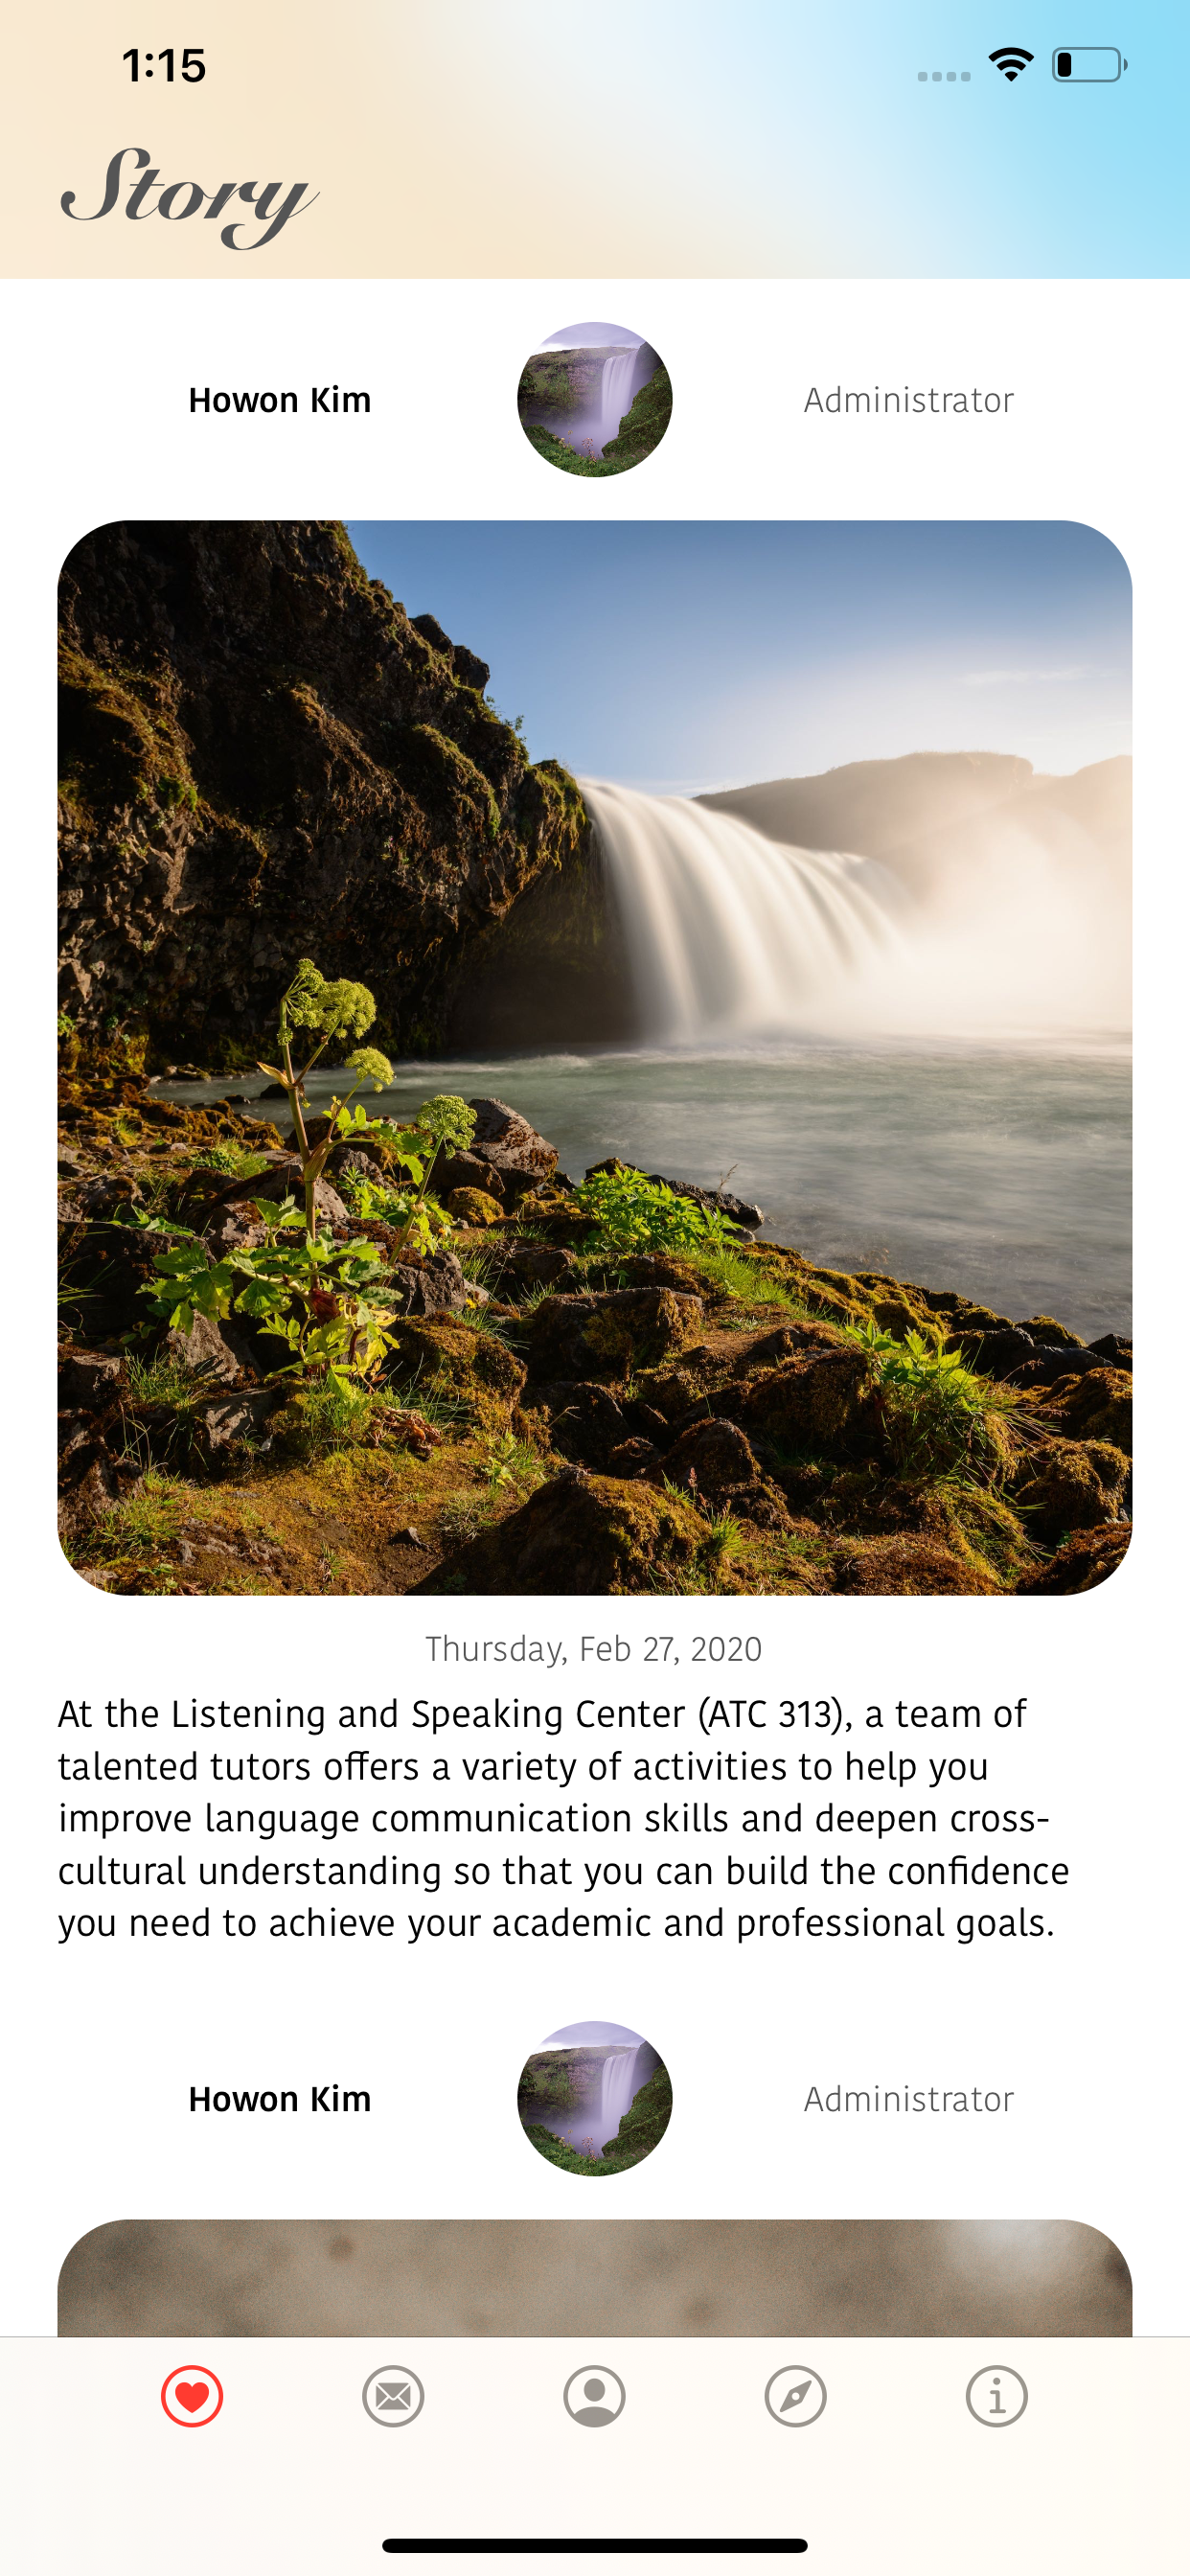 1:15
Story
Howon Kim
Administrator
Thursday, Feb 27, 2020
At the Listening and Speaking Center (ATC 313), a team of
talented tutors offers a variety of activities to help you
improve language communication skills and deepen cross-
cultural understanding so that you can build the confidence
you need to achieve your academic and professional goals.
Howon Kim
Administrator